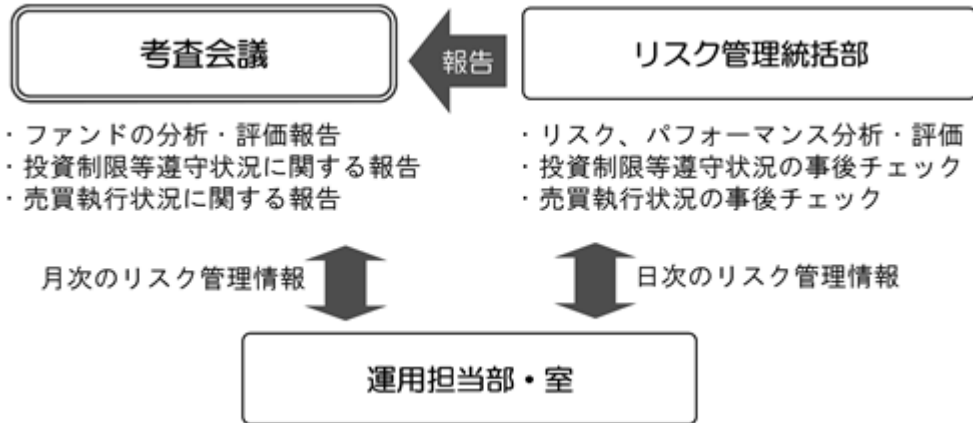 考査会議
報告
リスク管理統括部
・ファンドの分析・評価報告
・投資制限等遵守状況に関する報告
・売買執行状況に関する報告
・リスク、パフォーマンス分析・評価
・投資制限等遵守状況の事後チェック
・売買執行状況の事後チェック
月次のリスク管理情報
日次のリスク管理情報
運用担当部・室